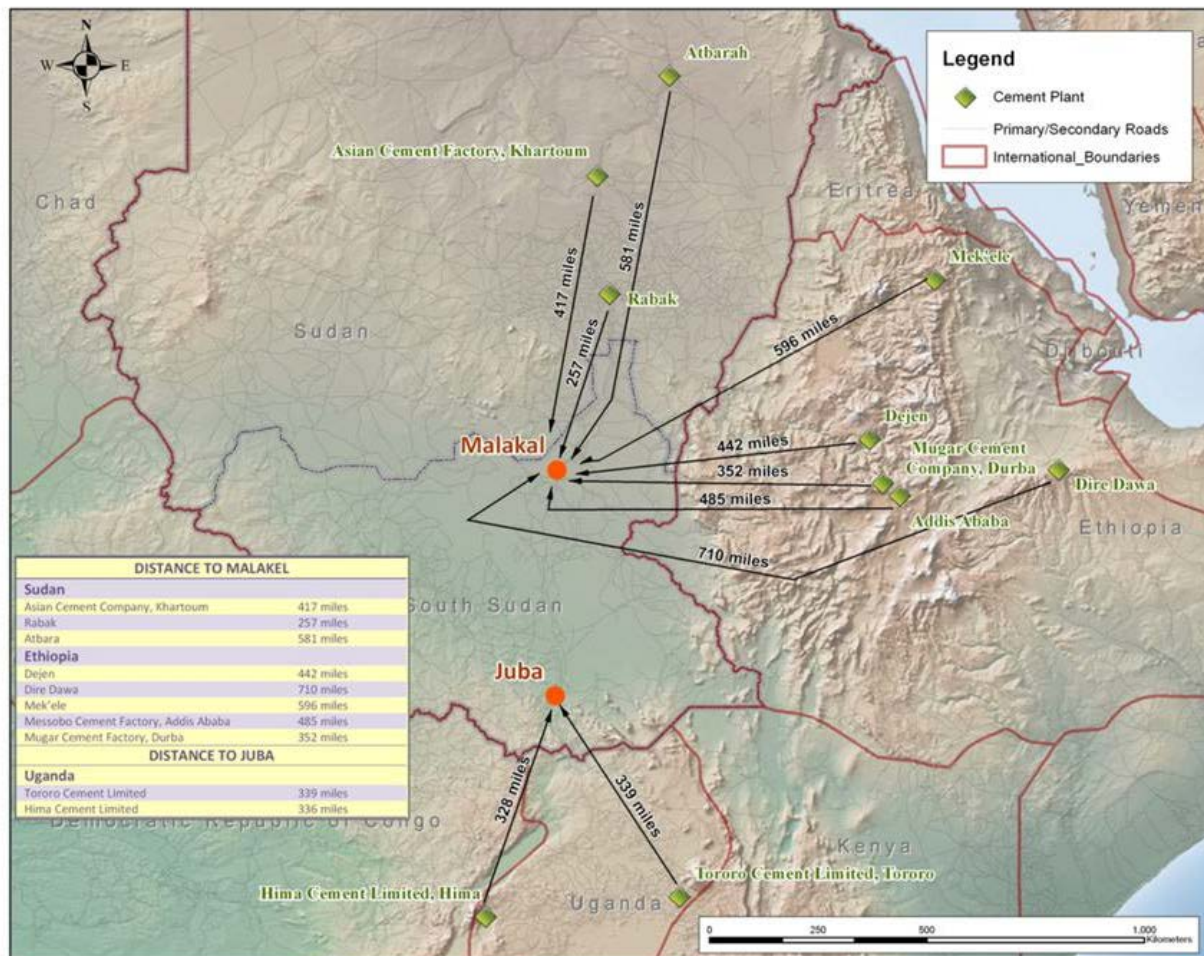 N
W E
S
Legend
Cement Plant
Primary/Secondary Roads
International_Boundaries
Atbarah
Asian Cement Factory, Khartoum
Chad
Eritrea
Yemen
581 miles
417 miles
Mek'ele
Rabak
Sudan
257 miles
596 miles
Djibouti
Dejen
Malakal
442 miles
Mugar Cement
Company, Durba
352 miles
Dire Dawa
485 miles
Addis Ababa
Ethiopia
710 miles
DISTANCE TO MALAKEL
Sudan
Asian Cement Company, Khartoum 417 miles
Rabak 257 miles
Atbara 581 miles
Ethiopia
Dejen 442 miles
Dire Dawa 710 miles
Mek'ele 596 miles
Messobo Cement Factory, Addis Ababa 485 miles
Mugar Cement Factory, Durba 352 miles
DISTANCE TO JUBA
Uganda
Tororo Cement Limited 339 miles
Hima Cement Limited 336 miles
South Sudan
Juba
328 miles
339 miles
Democratic Republic of Congo
Kenya
Tororo Cement Limited, Tororo
Hima Cement Limited, Hima
Uganda
0 250 500 1,000
Kilometers